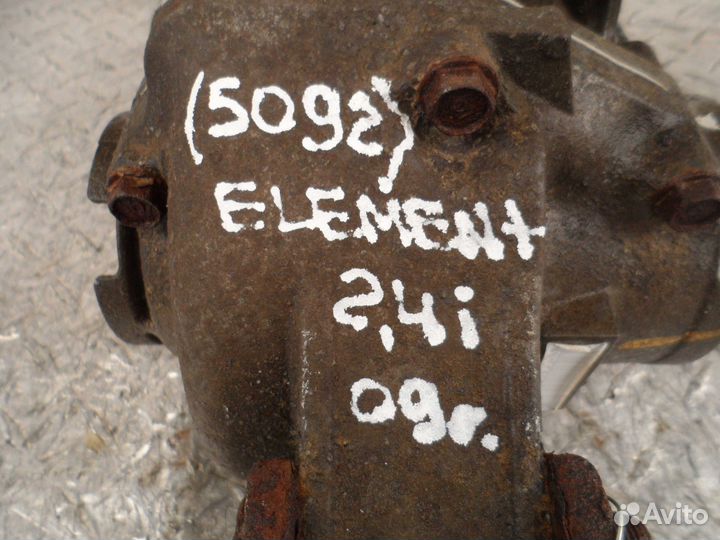 (5092)
ELEMENT
2,4i
09г.
Avito